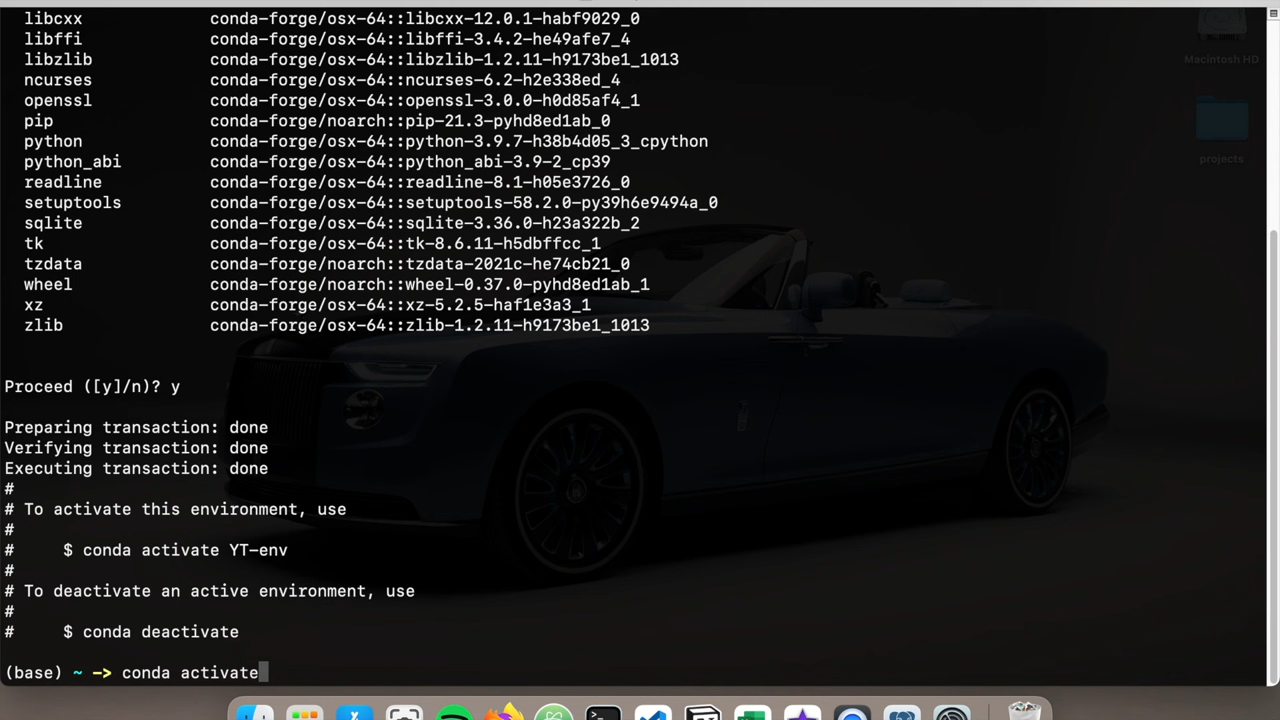 libcxx conda-forge/osx-64::libcxx-12.0.1-habf9029_0
libffi conda-forge/osx-64::libffi-3.4.2-he49afe7_4
libzlib conda-forge/osx-64::libzlib-1.2.11-h9173be1_1013
ncurses conda-forge/osx-64::ncurses-6.2-h2e338ed_4
openssl conda-forge/osx-64::openssl-3.0.0-h0d85af4_1
pip conda-forge/noarch::pip-21.3-pyhd8ed1ab_0
python conda-forge/osx-64::python-3.9.7-h38b4d05_3_cpython
python_abi conda-forge/osx-64::python_abi-3.9-2_cp39
readline conda-forge/osx-64::readline-8.1-h05e3726_0
setuptools conda-forge/osx-64::setuptools-58.2.0-py39h6e9494a_0
sqlite conda-forge/osx-64::sqlite-3.36.0-h23a322b_2
tk conda-forge/osx-64::tk-8.6.11-h5dbffcc_1
tzdata conda-forge/noarch::tzdata-2021c-he74cb21_0
wheel conda-forge/noarch::wheel-0.37.0-pyhd8ed1ab_1
xz conda-forge/osx-64::xz-5.2.5-haf1e3a3_1
zlib conda-forge/osx-64::zlib-1.2.11-h9173be1_1013
Proceed ([y]/n)? y
Preparing transaction: done
Verifying transaction: done
Executing transaction: done
#
# To activate this environment, use
#
# $ conda activate YT-env
#
# To deactivate an active environment, use
#
# $ conda deactivate
(base) ~ -> conda activate
Macintosh HD
projects